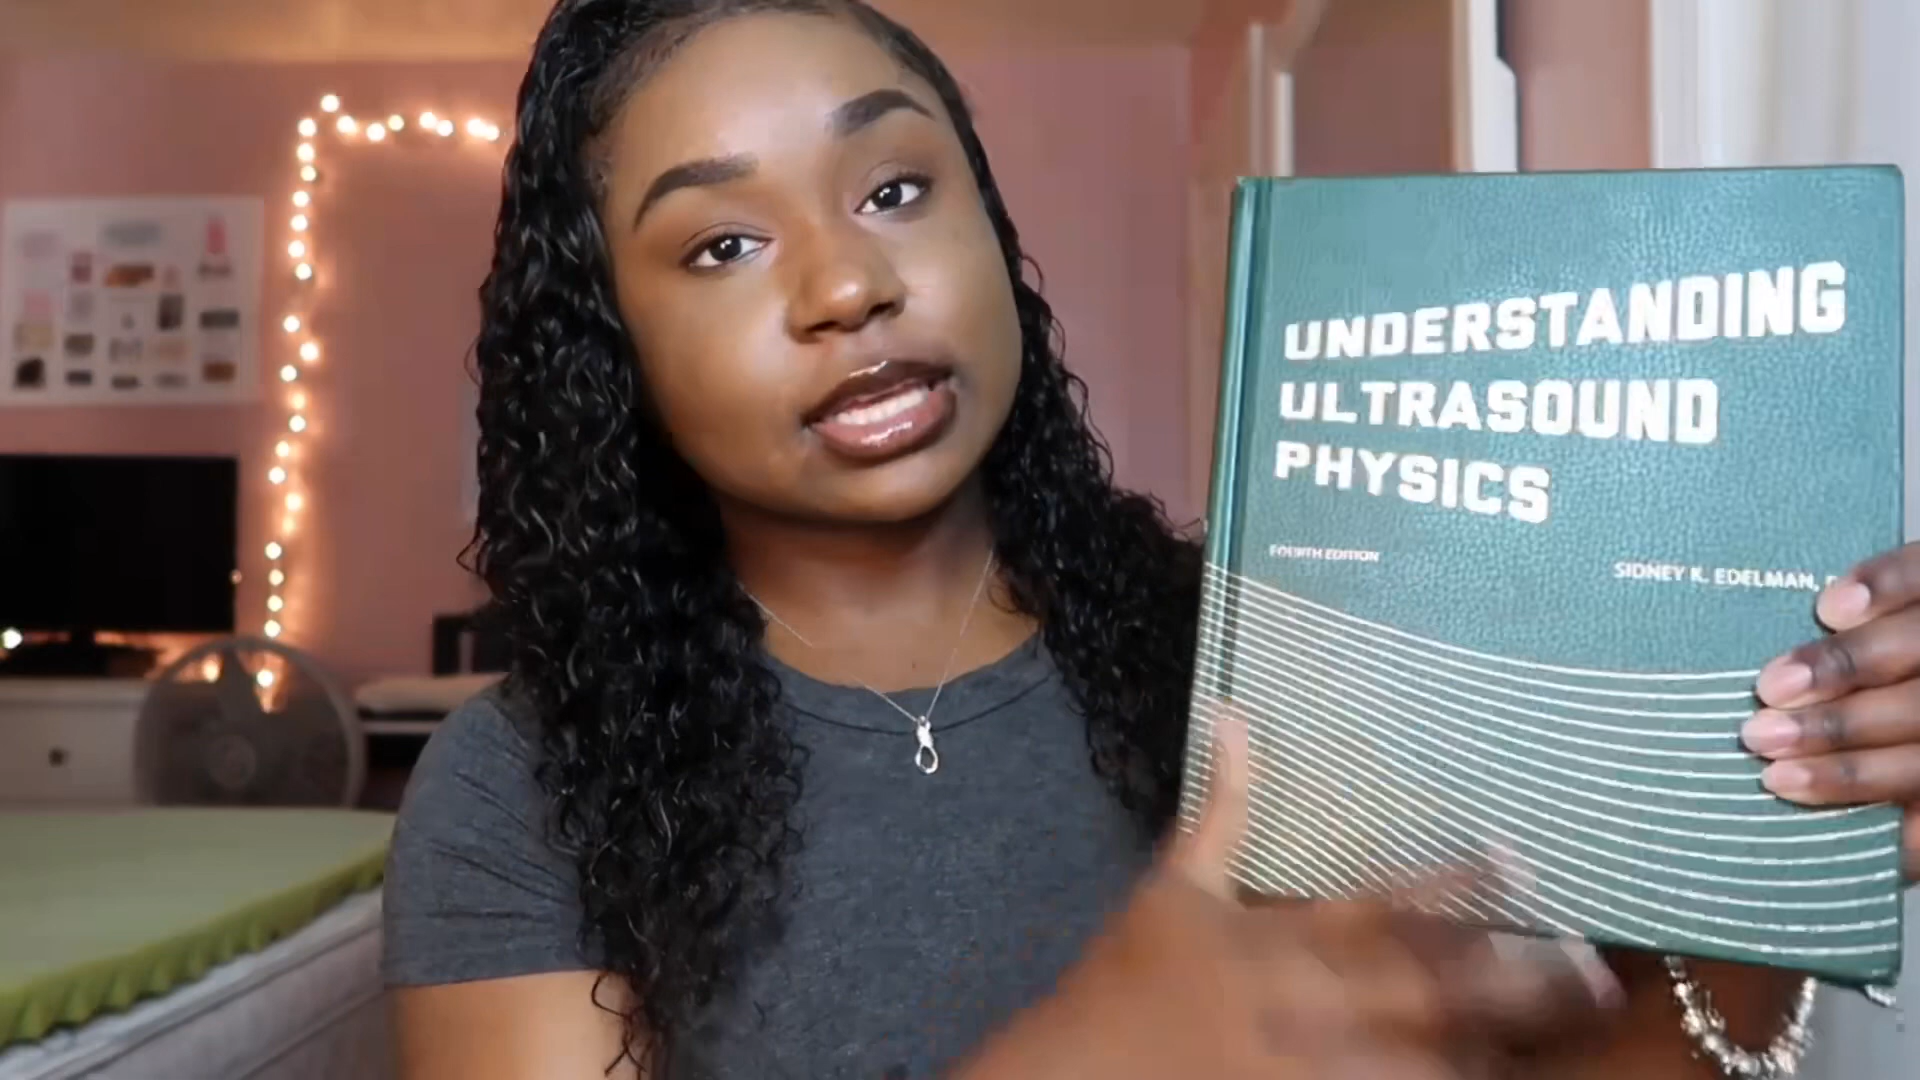 UNDERSTANDING
ULTRASOUND
PHYSICS
FOURTH EDITION
SIDNEY K. EDELMAN,